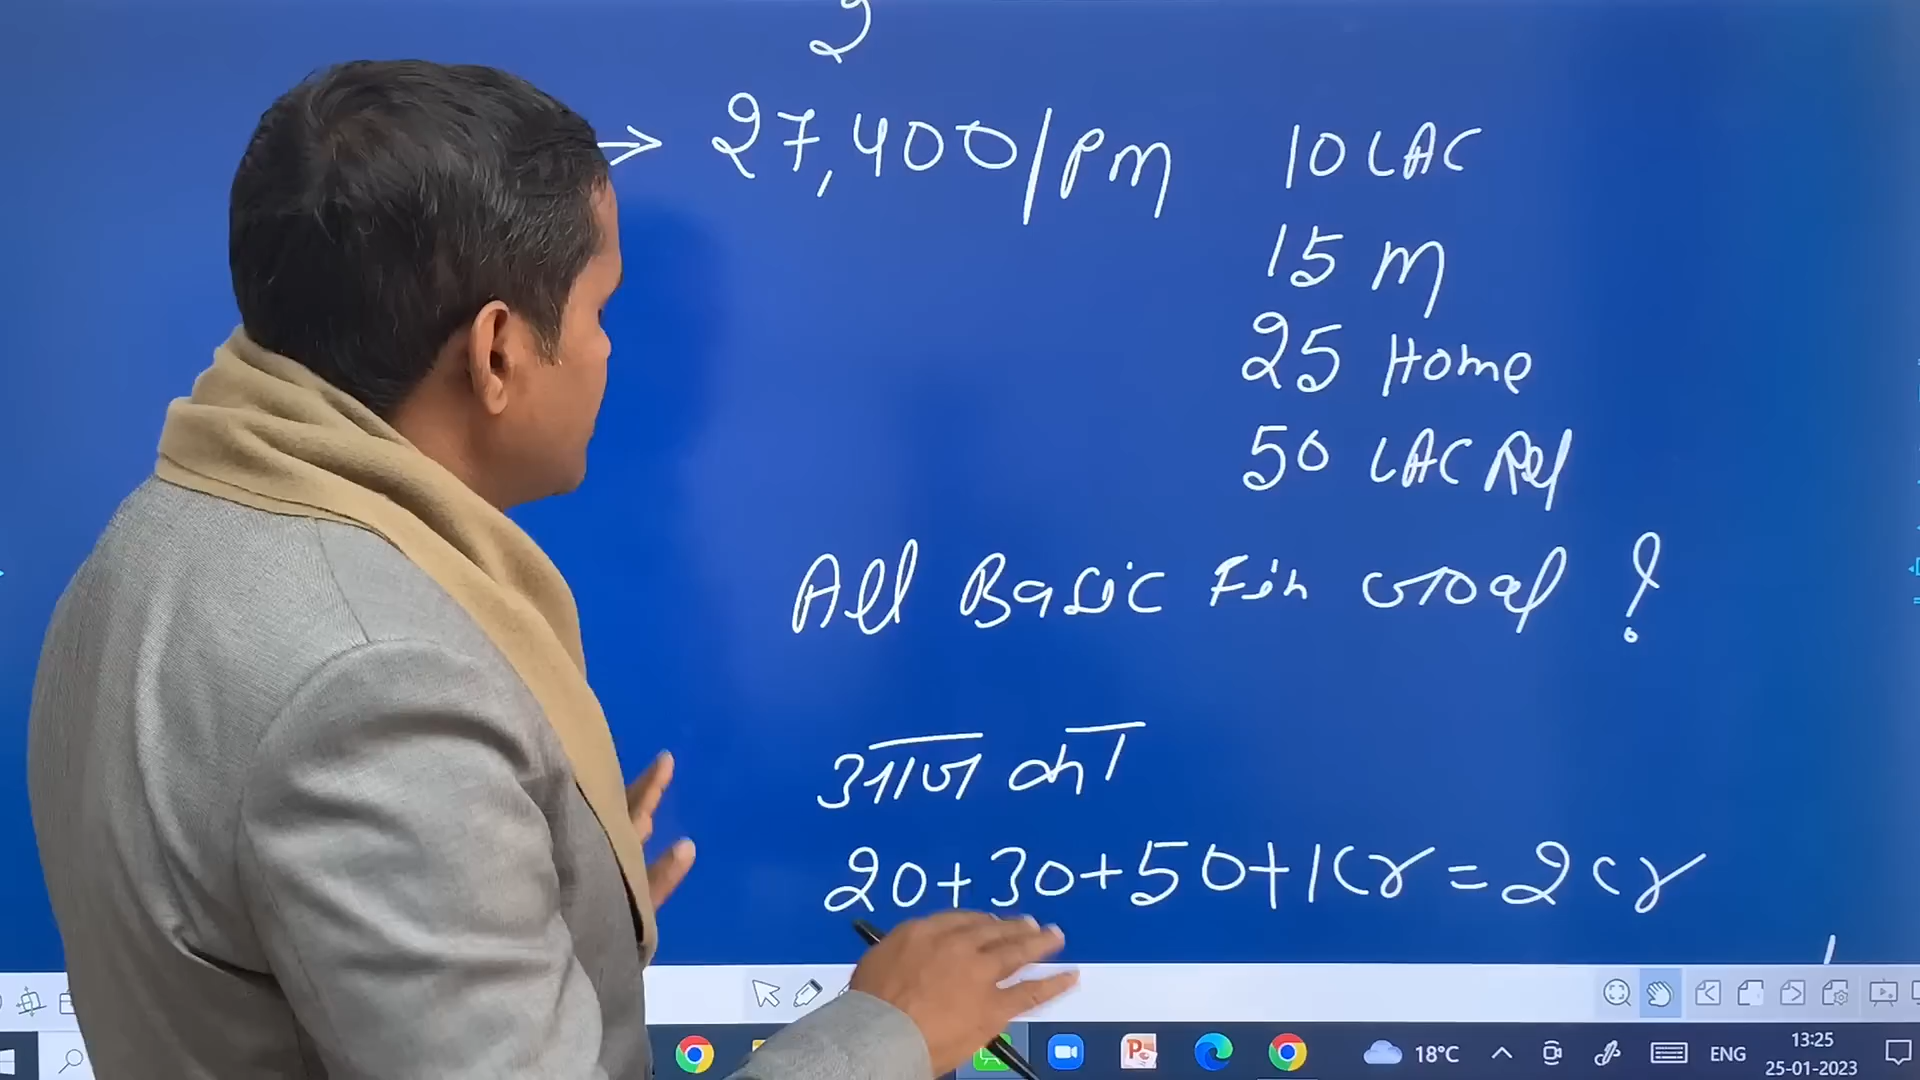 27,400/PM
10 LAC
15 M
25 Home
50 LAC Ret
All Basic Fin Goal ?
आज का
20+30+50+1Cr=2Cr
18°C
ENG
13:25
25-01-2023